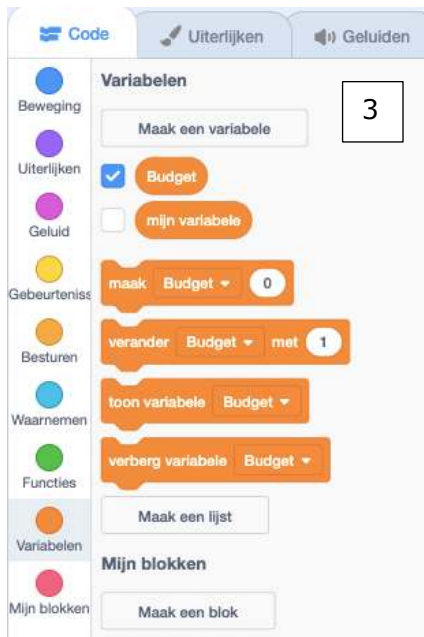 Code
Uiterlijken
Geluiden
Beweging
Uiterlijken
Geluid
Gebeurteniss
Besturen
Waarnemen
Functies
Variabelen
Mijn blokken
Variabelen
3
Maak een variabele
Budget
mijn variabele
maak Budget 0
verander Budget met 1
toon variabele Budget
verberg variabele Budget
Maak een lijst
Mijn blokken
Maak een blok